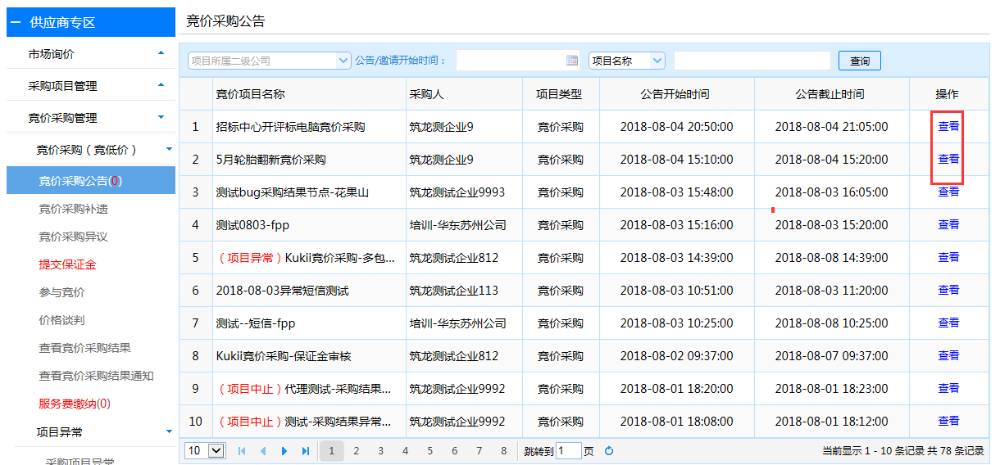 供应商专区
市场询价
采购项目管理
竞价采购管理
竞价采购（竞低价）
竞价采购公告(0)
竞价采购补遗
竞价采购异议
提交保证金
参与竞价
价格谈判
查看竞价采购结果
查看竞价采购结果通知
服务费缴纳(0)
项目异常
采购项目异常
竞价采购公告
项目所属二级公司 公告/邀请开始时间： 项目名称 查询
竞价项目名称 采购人 项目类型 公告开始时间 公告截止时间 操作
1 招标中心开评标电脑竞价采购 筑龙测企业9 竞价采购 2018-08-04 20:50:00 2018-08-04 21:05:00 查看
2 5月轮胎翻新竞价采购 筑龙测企业9 竞价采购 2018-08-04 15:10:00 2018-08-04 15:20:00 查看
3 测试bug采购结果节点-花果山 筑龙测试企业9993 竞价采购 2018-08-03 15:48:00 2018-08-03 16:05:00 查看
4 测试0803-fpp 培训-华东苏州公司 竞价采购 2018-08-03 15:16:00 2018-08-03 15:20:00 查看
5 （项目异常）Kukii竞价采购-多包... 筑龙测试企业812 竞价采购 2018-08-03 14:39:00 2018-08-08 14:39:00 查看
6 2018-08-03异常短信测试 筑龙测试企业113 竞价采购 2018-08-03 10:51:00 2018-08-03 11:20:00 查看
7 测试--短信-fpp 培训-华东苏州公司 竞价采购 2018-08-03 10:25:00 2018-08-08 10:25:00 查看
8 Kukii竞价采购-保证金审核 筑龙测试企业812 竞价采购 2018-08-02 09:37:00 2018-08-07 09:37:00 查看
9 （项目中止）代理测试-采购结果... 筑龙测试企业9992 竞价采购 2018-08-01 18:20:00 2018-08-01 18:23:00 查看
10 （项目中止）测试-采购结果异常... 筑龙测试企业9992 竞价采购 2018-08-01 18:08:00 2018-08-01 18:12:00 查看
10 1 2 3 4 5 6 7 8 跳转到 1 页 当前显示 1 - 10 条记录 共 78 条记录